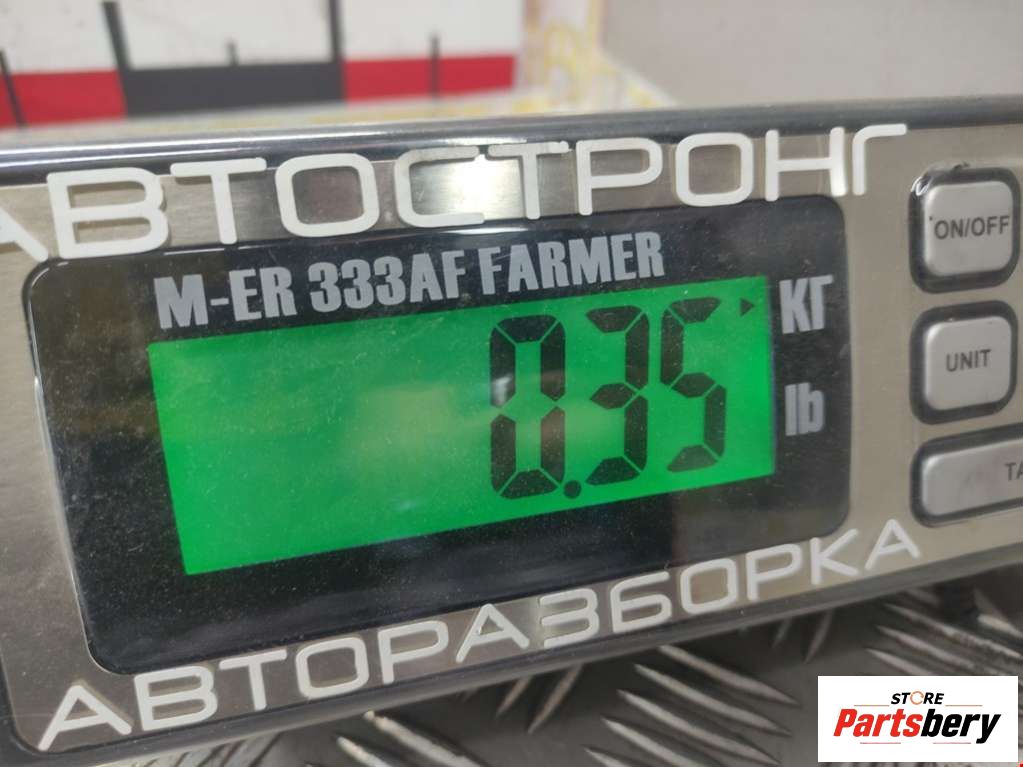 АВТОСТРОНГ
M-ER 333AF FARMER
0.35
КГ
lb
ON/OFF
UNIT
АВТОРАЗБОРКА
STORE
Partsbery